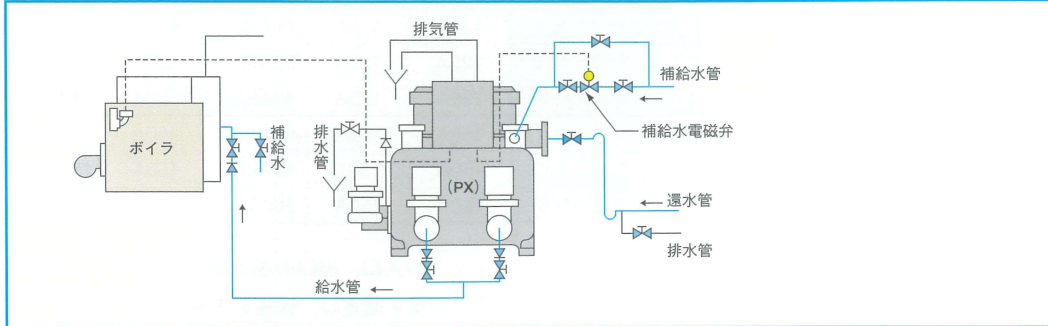 排気管
補給水管
補給水電磁弁
ボイラ
補給水
排水管
(PX)
還水管
排水管
給水管